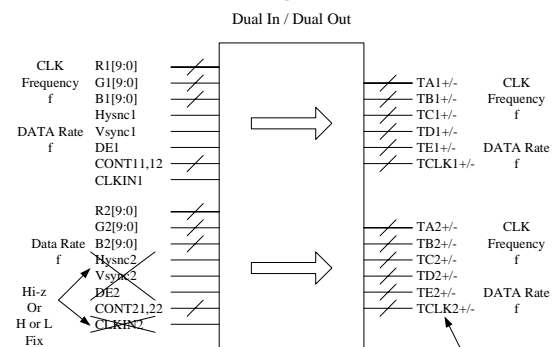 Dual In / Dual Out
CLK
Frequency
f
DATA Rate
f
R1[9:0]
G1[9:0]
B1[9:0]
Hysnc1
Vsync1
DE1
CONT11,12
CLKIN1
TA1+/-
TB1+/-
TC1+/-
TD1+/-
TE1+/-
TCLK1+/-
CLK
Frequency
f
DATA Rate
f
Data Rate
f
Hi-z
Or
H or L
Fix
R2[9:0]
G2[9:0]
B2[9:0]
Hysnc2
Vsync2
DE2
CONT21,22
CLKIN2
TA2+/-
TB2+/-
TC2+/-
TD2+/-
TE2+/-
TCLK2+/-
CLK
Frequency
f
DATA Rate
f